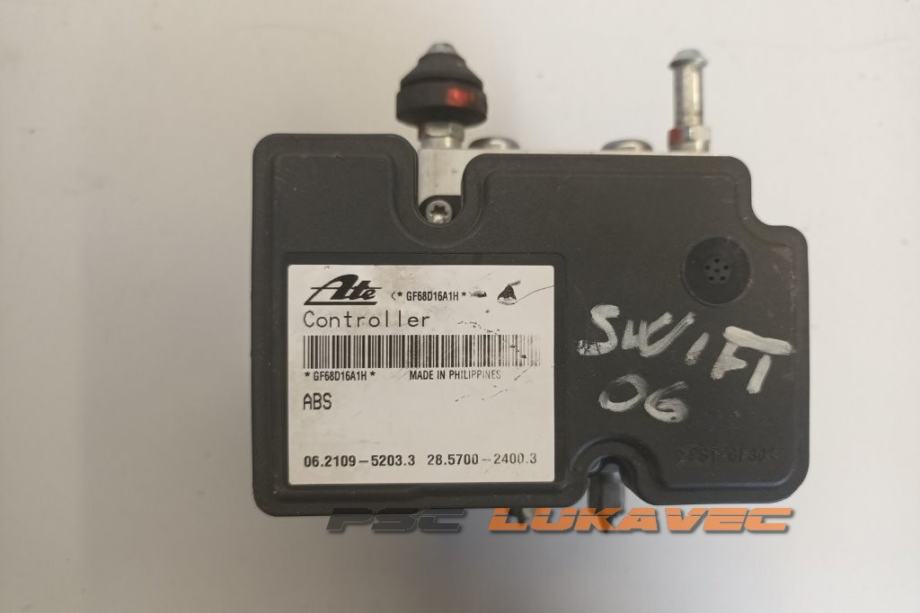 Ate <* GF68D16A1H *
Controller
* GF68D16A1H * MADE IN PHILIPPINES
ABS
06.2109-5203.3 28.5700-2400.3
SWIFT
06
PSC LUKAVEC